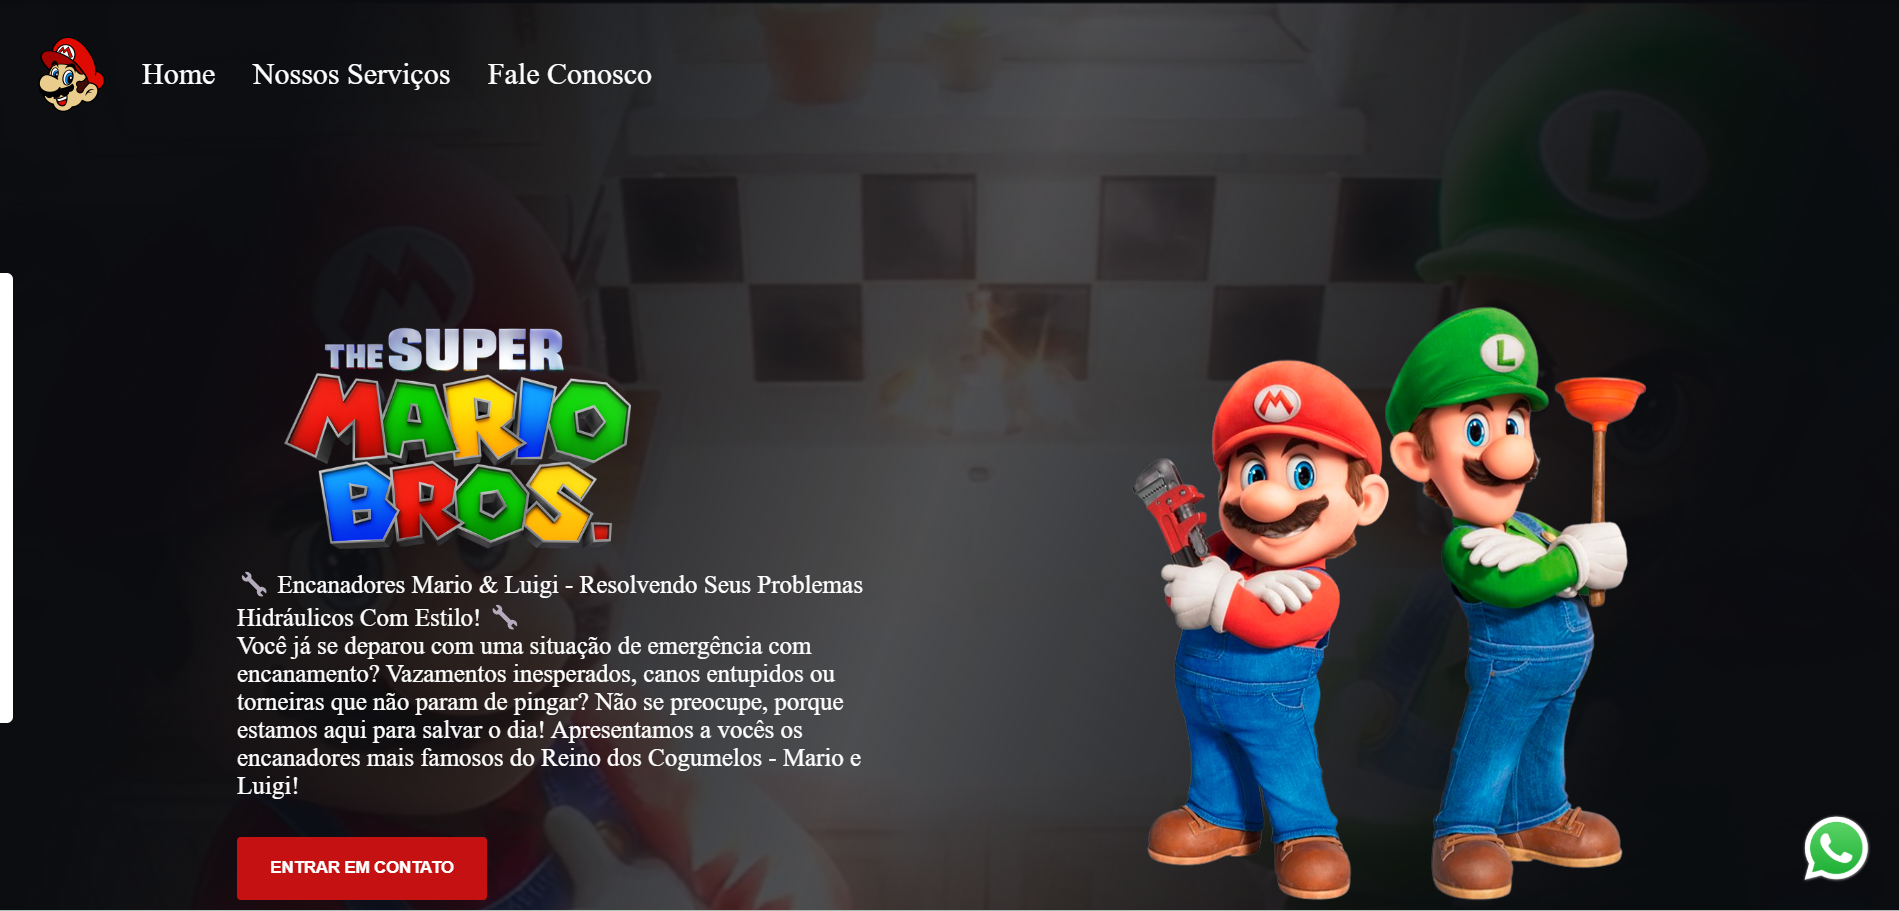 Home
Nossos Serviços
Fale Conosco
THE SUPER
MARIO
BROS.
M
L
🔧 Encanadores Mario & Luigi - Resolvendo Seus Problemas
Hidráulicos Com Estilo! 🔧
Você já se deparou com uma situação de emergência com
encanamento? Vazamentos inesperados, canos entupidos ou
torneiras que não param de pingar? Não se preocupe, porque
estamos aqui para salvar o dia! Apresentamos a vocês os
encanadores mais famosos do Reino dos Cogumelos - Mario e
Luigi!
ENTRAR EM CONTATO